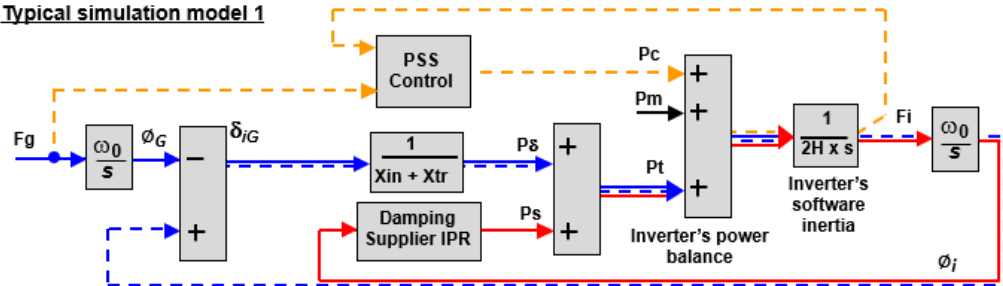 Typical simulation model 1
PSS
Control
Pc
+
Pm
+
+
1
2H x s
Fi
ω0
s
Fg
ω0
s
ØG
δiG
−
+
1
Xin + Xtr
Pδ
+
+
Pt
Damping
Supplier IPR
Ps
Inverter's power
balance
Inverter's
software
inertia
Øi